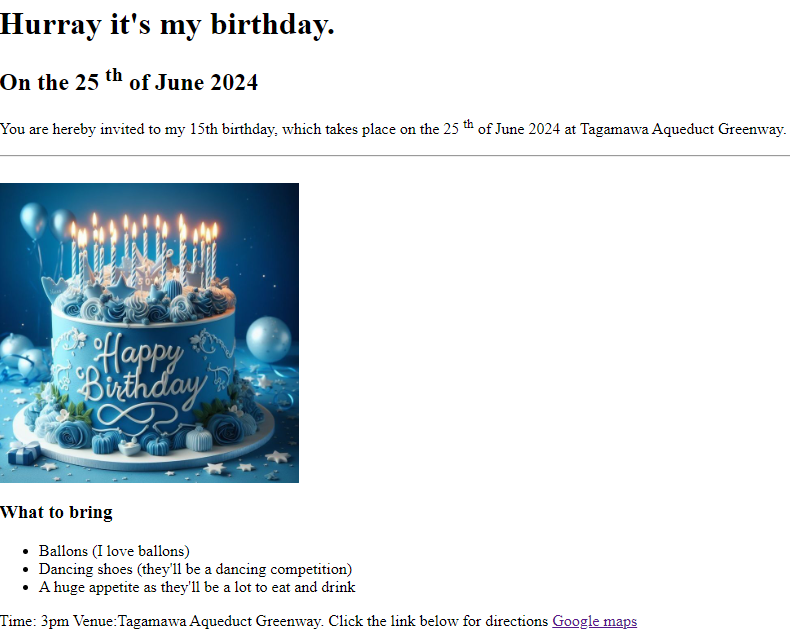 Hurray it's my birthday.
On the 25 th of June 2024
You are hereby invited to my 15th birthday, which takes place on the 25 th of June 2024 at Tagamawa Aqueduct Greenway.
Happy
Birthday
What to bring
• Ballons (I love ballons)
• Dancing shoes (they'll be a dancing competition)
• A huge appetite as they'll be a lot to eat and drink
Time: 3pm Venue:Tagamawa Aqueduct Greenway. Click the link below for directions Google maps